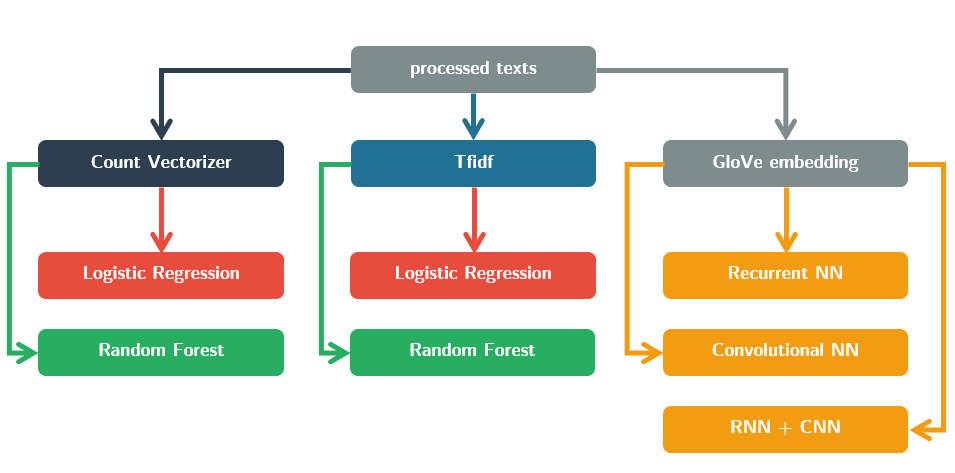 processed texts
Count Vectorizer
Tfidf
GloVe embedding
Logistic Regression
Logistic Regression
Recurrent NN
Random Forest
Random Forest
Convolutional NN
RNN + CNN